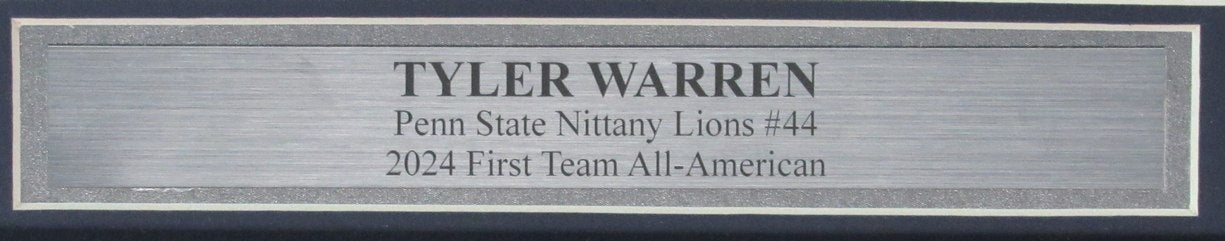 TYLER WARREN
Penn State Nittany Lions #44
2024 First Team All-American